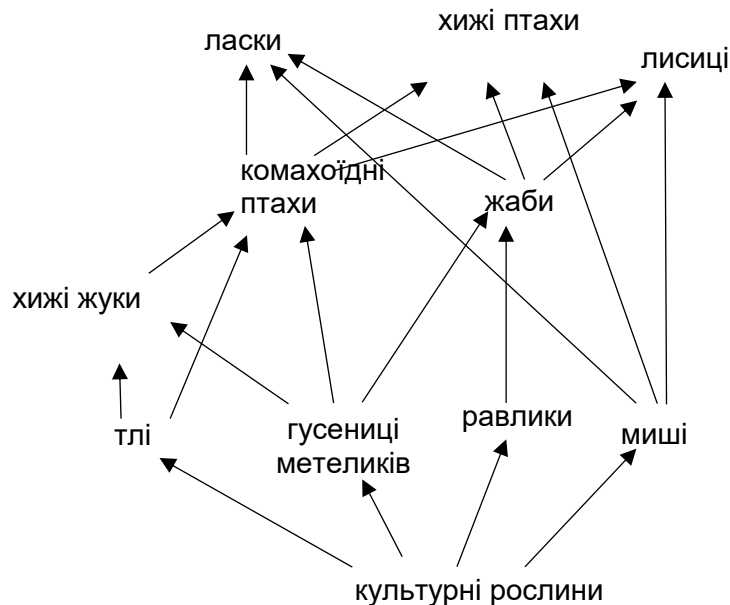 хижі птахи
ласки
лисиці
комахоїдні
птахи
жаби
хижі жуки
тлі
гусениці
метеликів
равлики
миші
культурні рослини